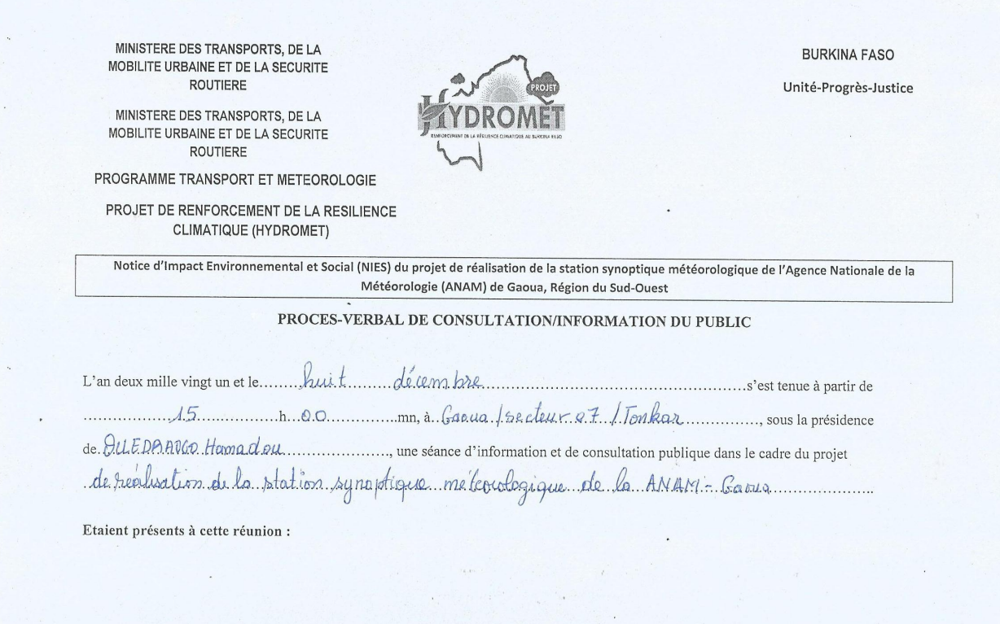 MINISTERE DES TRANSPORTS, DE LA
MOBILITE URBAINE ET DE LA SECURITE
ROUTIERE
MINISTERE DES TRANSPORTS, DE LA
MOBILITE URBAINE ET DE LA SECURITE
ROUTIERE
PROGRAMME TRANSPORT ET METEOROLOGIE
PROJET DE RENFORCEMENT DE LA RESILIENCE
CLIMATIQUE (HYDROMET)
PROJET
HYDROMET
RENFORCEMENT DE LA RÉSILIENCE CLIMATIQUE AU BURKINA FASO
BURKINA FASO
Unité-Progrès-Justice
Notice d'Impact Environnemental et Social (NIES) du projet de réalisation de la station synoptique météorologique de l'Agence Nationale de la
Météorologie (ANAM) de Gaoua, Région du Sud-Ouest
PROCES-VERBAL DE CONSULTATION/INFORMATION DU PUBLIC
L'an deux mille vingt un et le........huit........décembre........s'est tenue à partir de
........15........h...00........mn, à..Gaoua /secteur 07 /Tonkar........, sous la présidence
de OUEDRAOGO Hamadou........, une séance d'information et de consultation publique dans le cadre du projet
..de réalisation de la station synoptique météorologique de la ANAM - Gaoua........
Etaient présents à cette réunion :